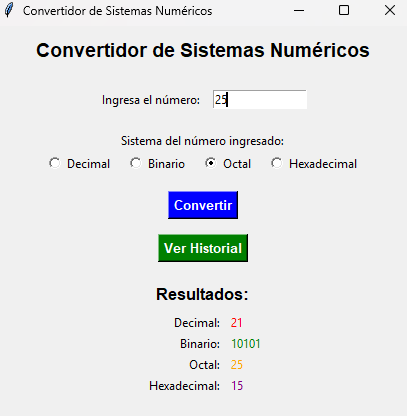 Convertidor de Sistemas Numéricos
Convertidor de Sistemas Numéricos
Ingresa el número: 25
Sistema del número ingresado:
Decimal Binario Octal Hexadecimal
Convertir
Ver Historial
Resultados:
Decimal: 21
Binario: 10101
Octal: 25
Hexadecimal: 15